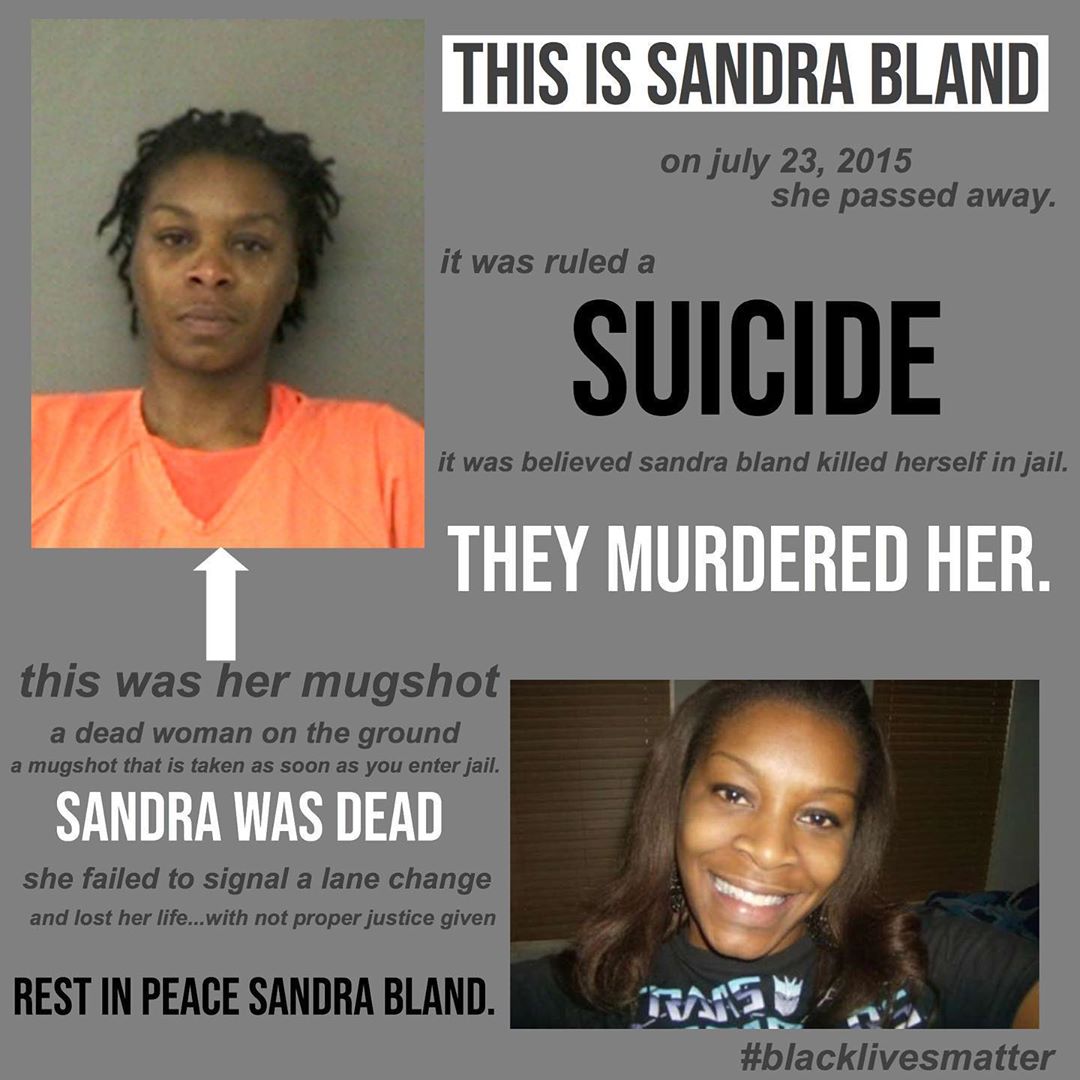 THIS IS SANDRA BLAND
on july 23, 2015
she passed away.
it was ruled a
SUICIDE
it was believed sandra bland killed herself in jail.
THEY MURDERED HER.
this was her mugshot
a dead woman on the ground
a mugshot that is taken as soon as you enter jail.
SANDRA WAS DEAD
she failed to signal a lane change
and lost her life...with not proper justice given
REST IN PEACE SANDRA BLAND.
TRANS
#blacklivesmatter